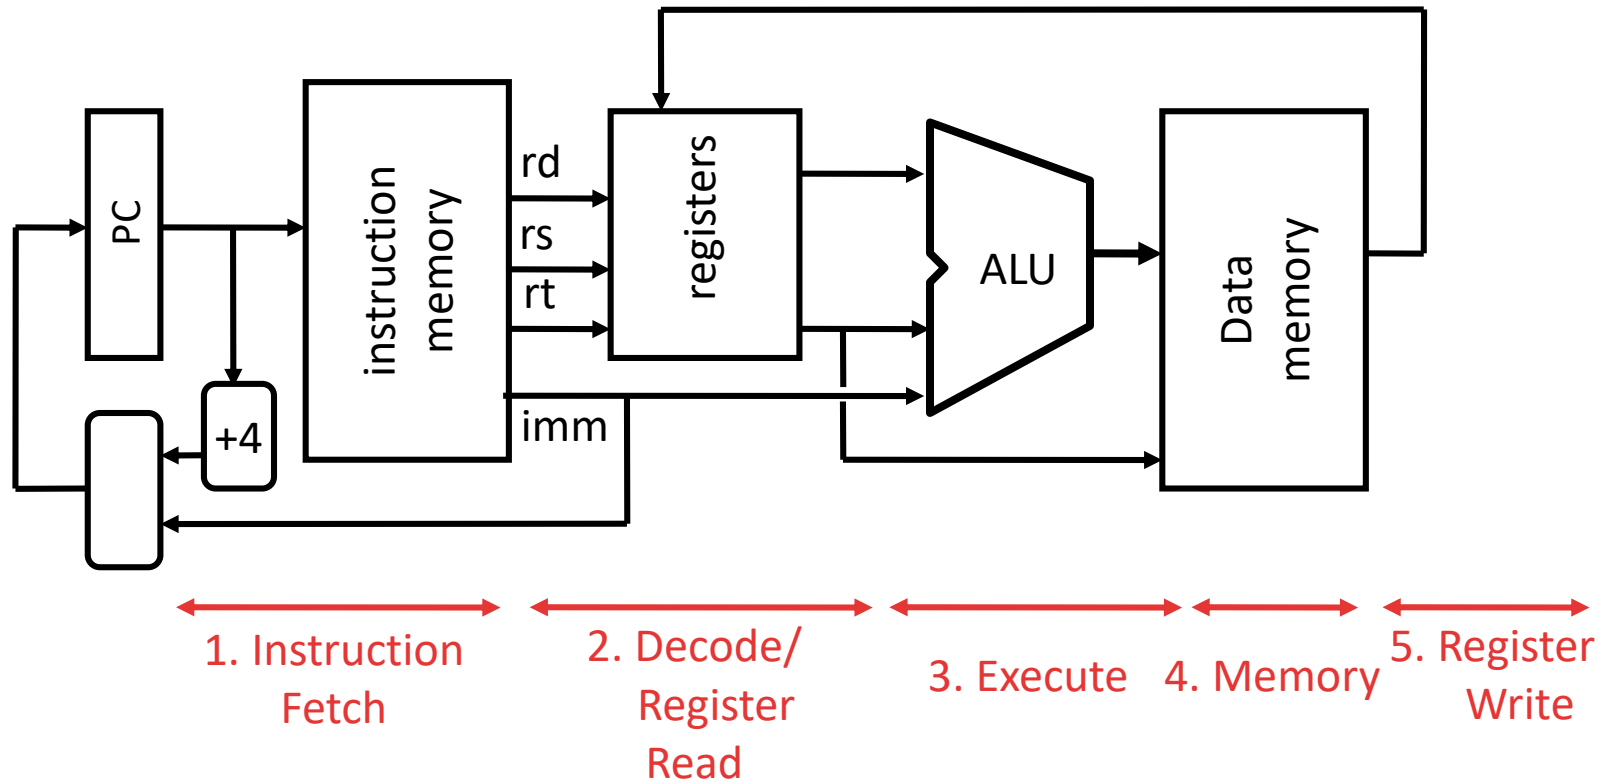 PC
+4
instruction
memory
rd
rs
rt
imm
registers
ALU
Data
memory
1. Instruction
Fetch
2. Decode/
Register
Read
3. Execute
4. Memory
5. Register
Write